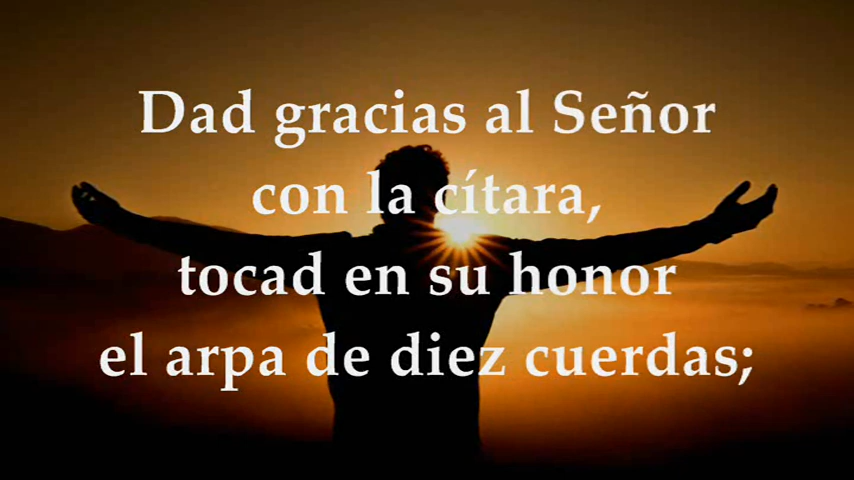 Dad gracias al Señor
con la cítara,
tocad en su honor
el arpa de diez cuerdas;